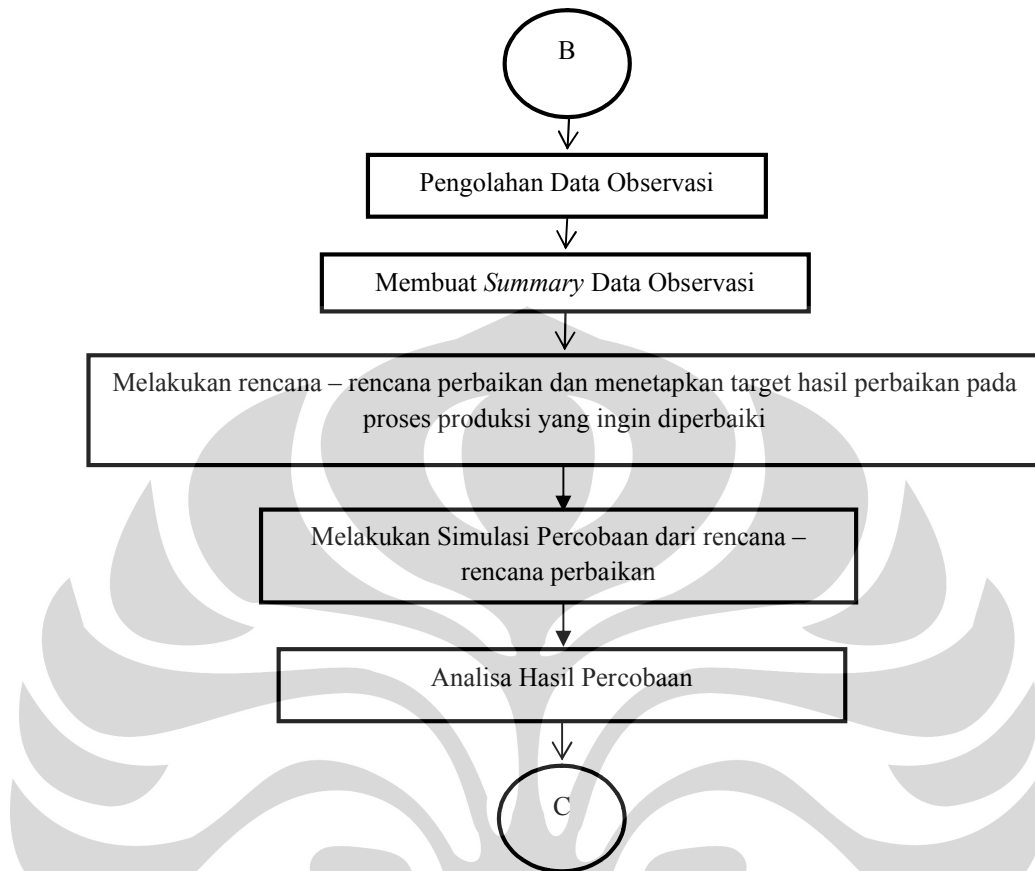 B
Pengolahan Data Observasi
Membuat Summary Data Observasi
Melakukan rencana – rencana perbaikan dan menetapkan target hasil perbaikan pada
proses produksi yang ingin diperbaiki
Melakukan Simulasi Percobaan dari rencana –
rencana perbaikan
Analisa Hasil Percobaan
C